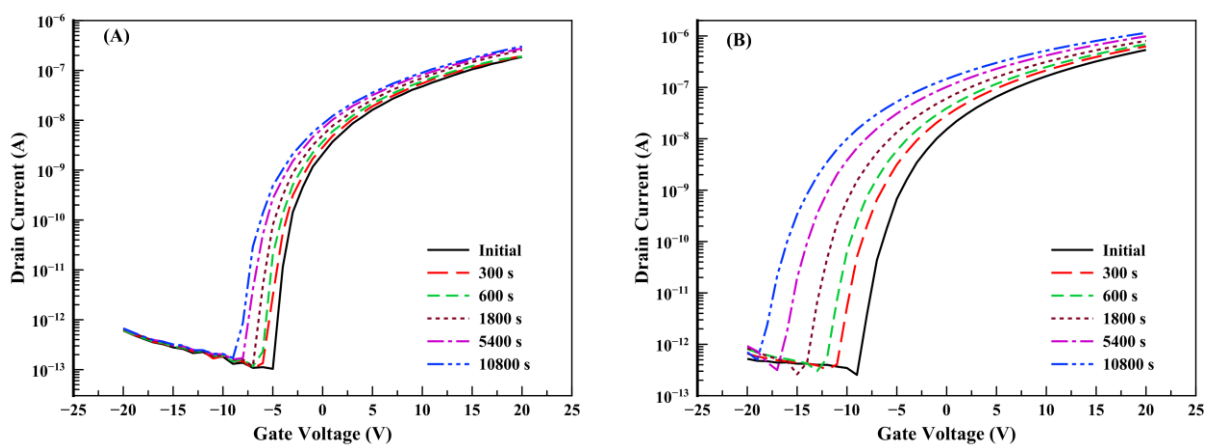 (A)
Drain Current (A)
10⁻⁶
10⁻⁷
10⁻⁸
10⁻⁹
10⁻¹⁰
10⁻¹¹
10⁻¹²
10⁻¹³
Initial
300 s
600 s
1800 s
5400 s
10800 s
−25 −20 −15 −10 −5 0 5 10 15 20 25
Gate Voltage (V)
(B)
Drain Current (A)
10⁻⁶
10⁻⁷
10⁻⁸
10⁻⁹
10⁻¹⁰
10⁻¹¹
10⁻¹²
10⁻¹³
Initial
300 s
600 s
1800 s
5400 s
10800 s
−25 −20 −15 −10 −5 0 5 10 15 20 25
Gate Voltage (V)